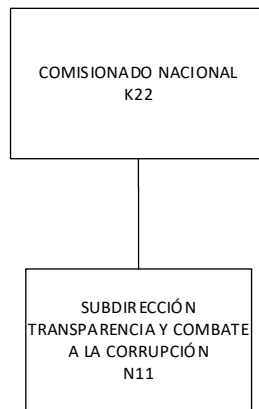 COMISIONADO NACIONAL
K22
SUBDIRECCIÓN
TRANSPARENCIA Y COMBATE
A LA CORRUPCIÓN
N11